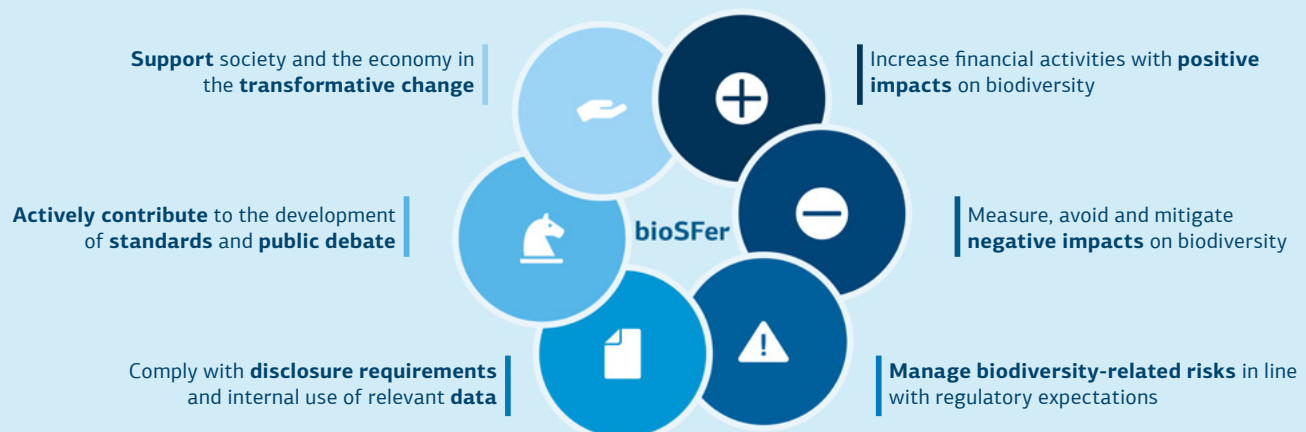 Support society and the economy in
the transformative change
Increase financial activities with positive
impacts on biodiversity
Actively contribute to the development
of standards and public debate
bioSFer
Measure, avoid and mitigate
negative impacts on biodiversity
Comply with disclosure requirements
and internal use of relevant data
Manage biodiversity-related risks in line
with regulatory expectations